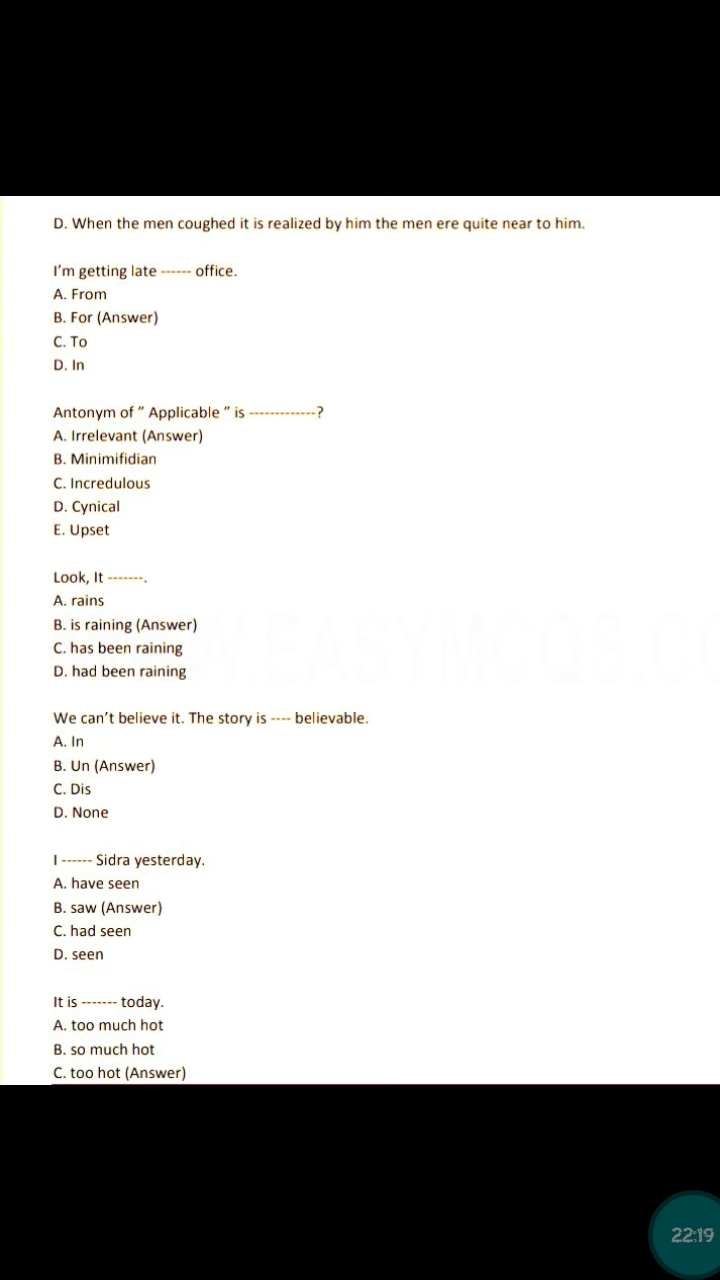 D. When the men coughed it is realized by him the men ere quite near to him.
I'm getting late ------ office.
A. From
B. For (Answer)
C. To
D. In
Antonym of ” Applicable ” is -------------?
A. Irrelevant (Answer)
B. Minimifidian
C. Incredulous
D. Cynical
E. Upset
Look, It -------.
A. rains
B. is raining (Answer)
C. has been raining
D. had been raining
W.EASYMCQS.CO
We can't believe it. The story is ---- believable.
A. In
B. Un (Answer)
C. Dis
D. None
I ------ Sidra yesterday.
A. have seen
B. saw (Answer)
C. had seen
D. seen
It is ------- today.
A. too much hot
B. so much hot
C. too hot (Answer)
22:19